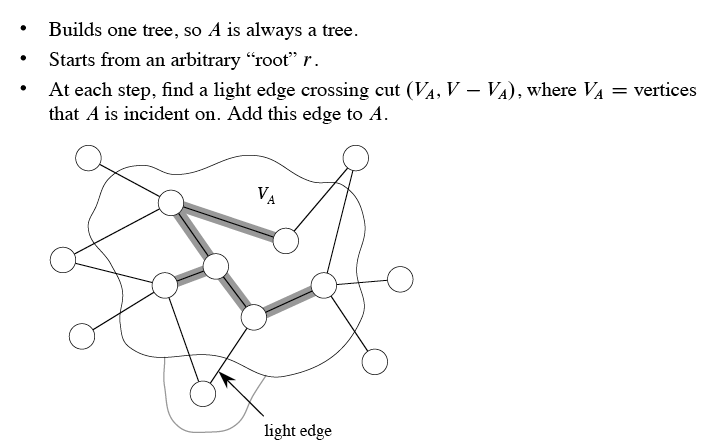 • Builds one tree, so A is always a tree.
• Starts from an arbitrary “root” r.
• At each step, find a light edge crossing cut (V_A, V − V_A), where V_A = vertices
that A is incident on. Add this edge to A.
V_A
light edge